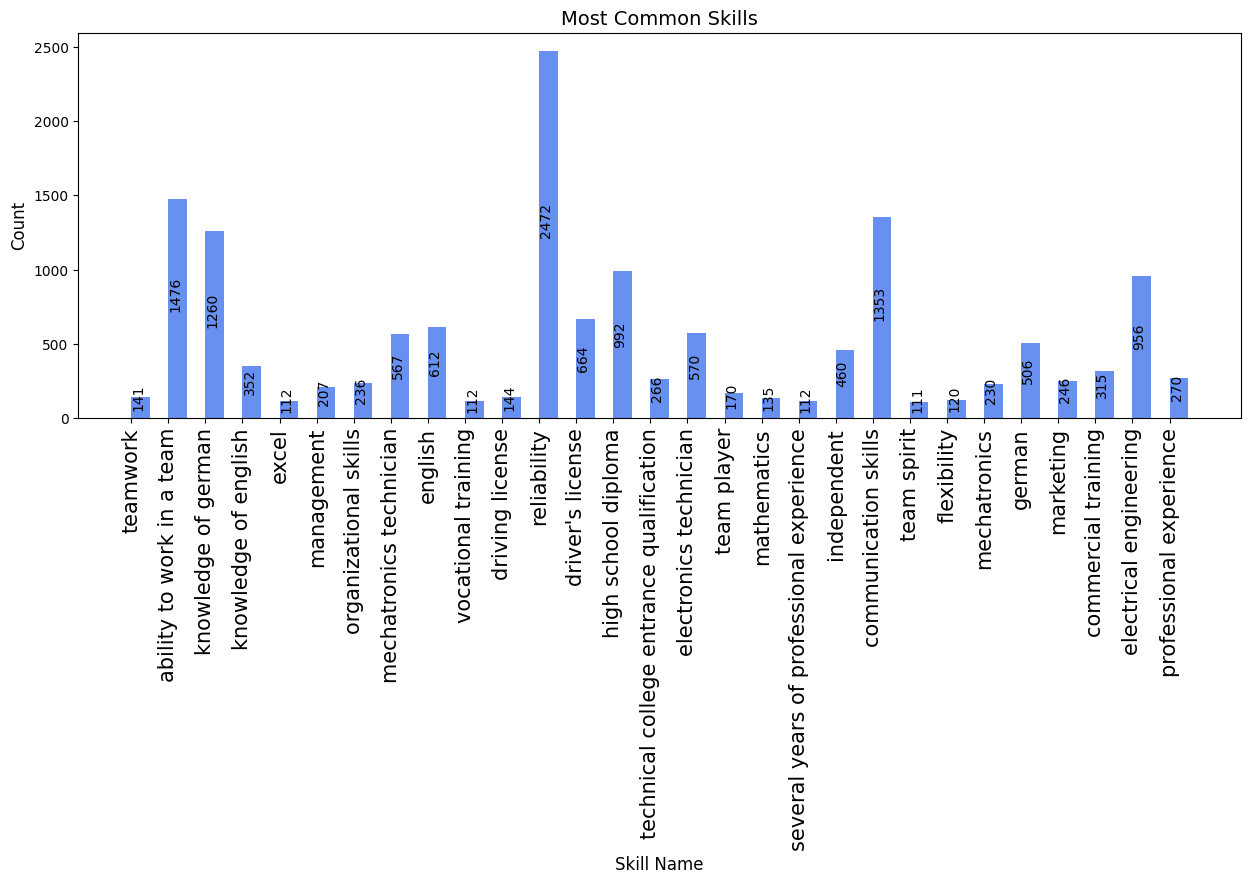 Most Common Skills
Count
2500
2000
1500
1000
500
0
141
1476
1260
352
112
207
236
567
612
112
144
2472
664
992
266
570
170
135
112
460
1353
111
120
230
506
246
315
956
270
teamwork
ability to work in a team
knowledge of german
knowledge of english
excel
management
organizational skills
mechatronics technician
english
vocational training
driving license
reliability
driver's license
high school diploma
technical college entrance qualification
electronics technician
team player
mathematics
several years of professional experience
independent
communication skills
team spirit
flexibility
mechatronics
german
marketing
commercial training
electrical engineering
professional experience
Skill Name